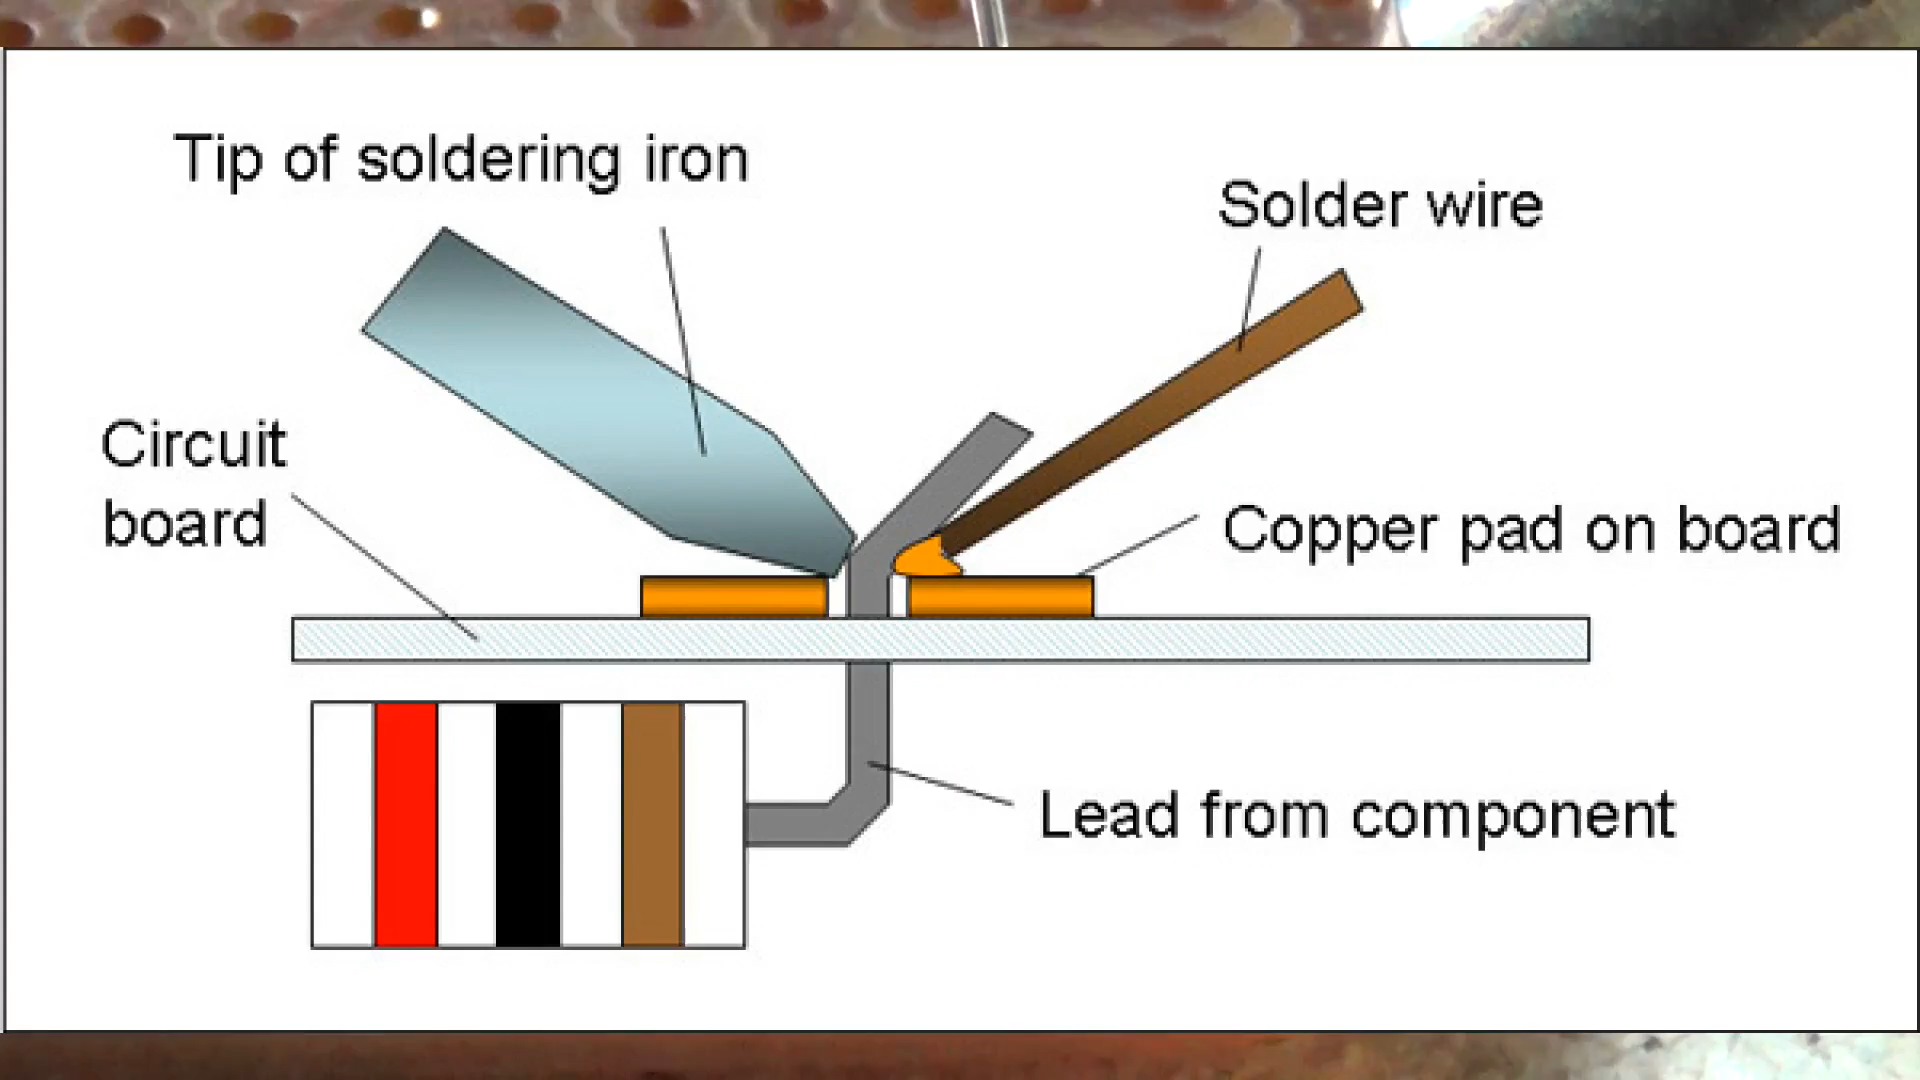 Tip of soldering iron
Solder wire
Circuit
board
Copper pad on board
Lead from component